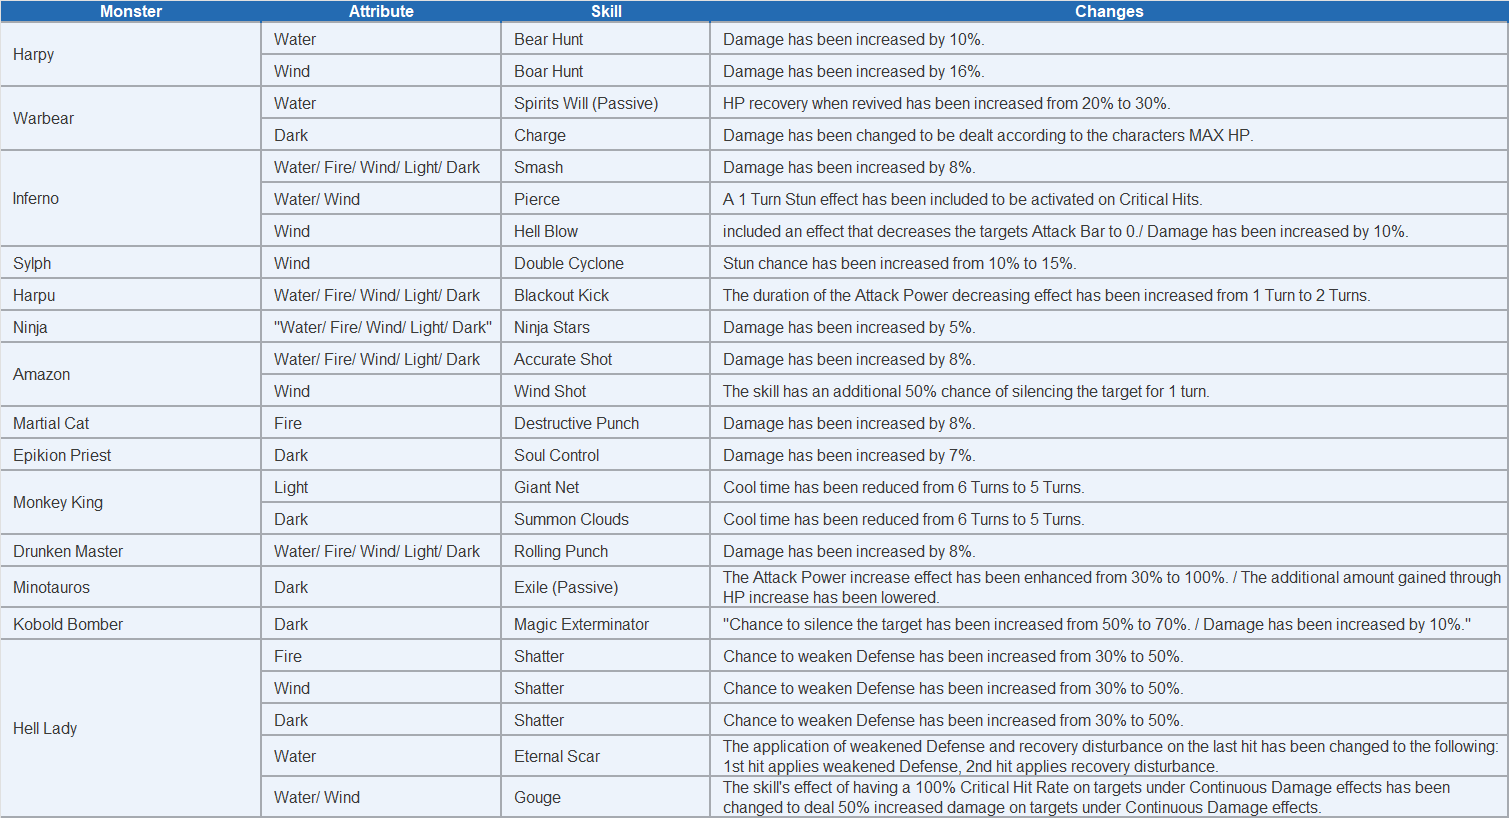 Monster Attribute Skill Changes
Harpy
Water Bear Hunt Damage has been increased by 10%.
Wind Boar Hunt Damage has been increased by 16%.
Warbear
Water Spirits Will (Passive) HP recovery when revived has been increased from 20% to 30%.
Dark Charge Damage has been changed to be dealt according to the characters MAX HP.
Inferno
Water/ Fire/ Wind/ Light/ Dark Smash Damage has been increased by 8%.
Water/ Wind Pierce A 1 Turn Stun effect has been included to be activated on Critical Hits.
Wind Hell Blow included an effect that decreases the targets Attack Bar to 0./ Damage has been increased by 10%.
Sylph Wind Double Cyclone Stun chance has been increased from 10% to 15%.
Harpu Water/ Fire/ Wind/ Light/ Dark Blackout Kick The duration of the Attack Power decreasing effect has been increased from 1 Turn to 2 Turns.
Ninja "Water/ Fire/ Wind/ Light/ Dark" Ninja Stars Damage has been increased by 5%.
Amazon
Water/ Fire/ Wind/ Light/ Dark Accurate Shot Damage has been increased by 8%.
Wind Wind Shot The skill has an additional 50% chance of silencing the target for 1 turn.
Martial Cat Fire Destructive Punch Damage has been increased by 8%.
Epikion Priest Dark Soul Control Damage has been increased by 7%.
Monkey King
Light Giant Net Cool time has been reduced from 6 Turns to 5 Turns.
Dark Summon Clouds Cool time has been reduced from 6 Turns to 5 Turns.
Drunken Master Water/ Fire/ Wind/ Light/ Dark Rolling Punch Damage has been increased by 8%.
Minotauros Dark Exile (Passive) The Attack Power increase effect has been enhanced from 30% to 100%. / The additional amount gained through
HP increase has been lowered.
Kobold Bomber Dark Magic Exterminator "Chance to silence the target has been increased from 50% to 70%. / Damage has been increased by 10%."
Hell Lady
Fire Shatter Chance to weaken Defense has been increased from 30% to 50%.
Wind Shatter Chance to weaken Defense has been increased from 30% to 50%.
Dark Shatter Chance to weaken Defense has been increased from 30% to 50%.
Water Eternal Scar The application of weakened Defense and recovery disturbance on the last hit has been changed to the following:
1st hit applies weakened Defense, 2nd hit applies recovery disturbance.
Water/ Wind Gouge The skill's effect of having a 100% Critical Hit Rate on targets under Continuous Damage effects has been
changed to deal 50% increased damage on targets under Continuous Damage effects.